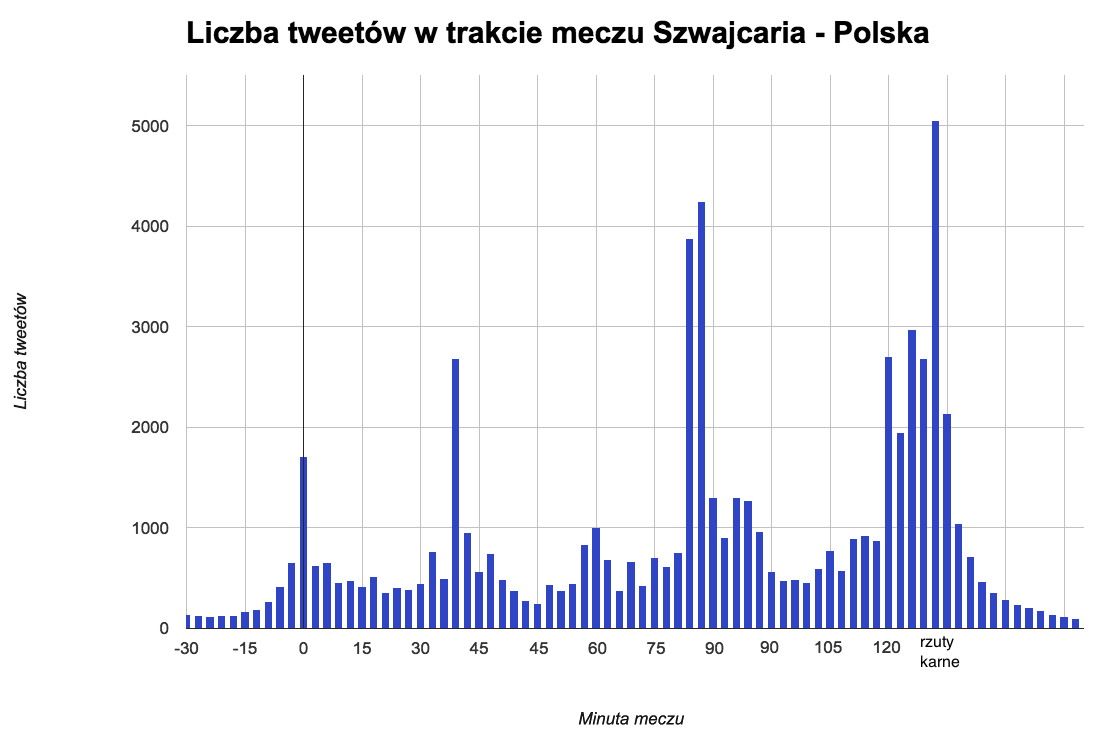 Liczba tweetów w trakcie meczu Szwajcaria - Polska
5000
4000
3000
2000
1000
0
Liczba tweetów
-30 -15 0 15 30 45 45 60 75 90 90 105 120 rzuty
karne
Minuta meczu